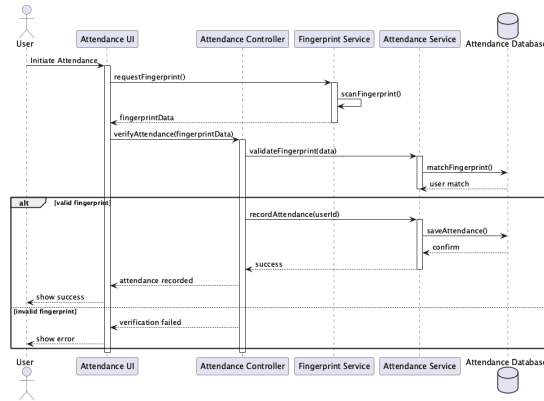 User
Attendance UI
Attendance Controller
Fingerprint Service
Attendance Service
Attendance Database
Initiate Attendance
requestFingerprint()
scanFingerprint()
fingerprintData
verifyAttendance(fingerprintData)
validateFingerprint(data)
matchFingerprint()
user match
alt
[valid fingerprint]
recordAttendance(userId)
saveAttendance()
confirm
success
attendance recorded
show success
[invalid fingerprint]
verification failed
show error
User
Attendance UI
Attendance Controller
Fingerprint Service
Attendance Service
Attendance Database